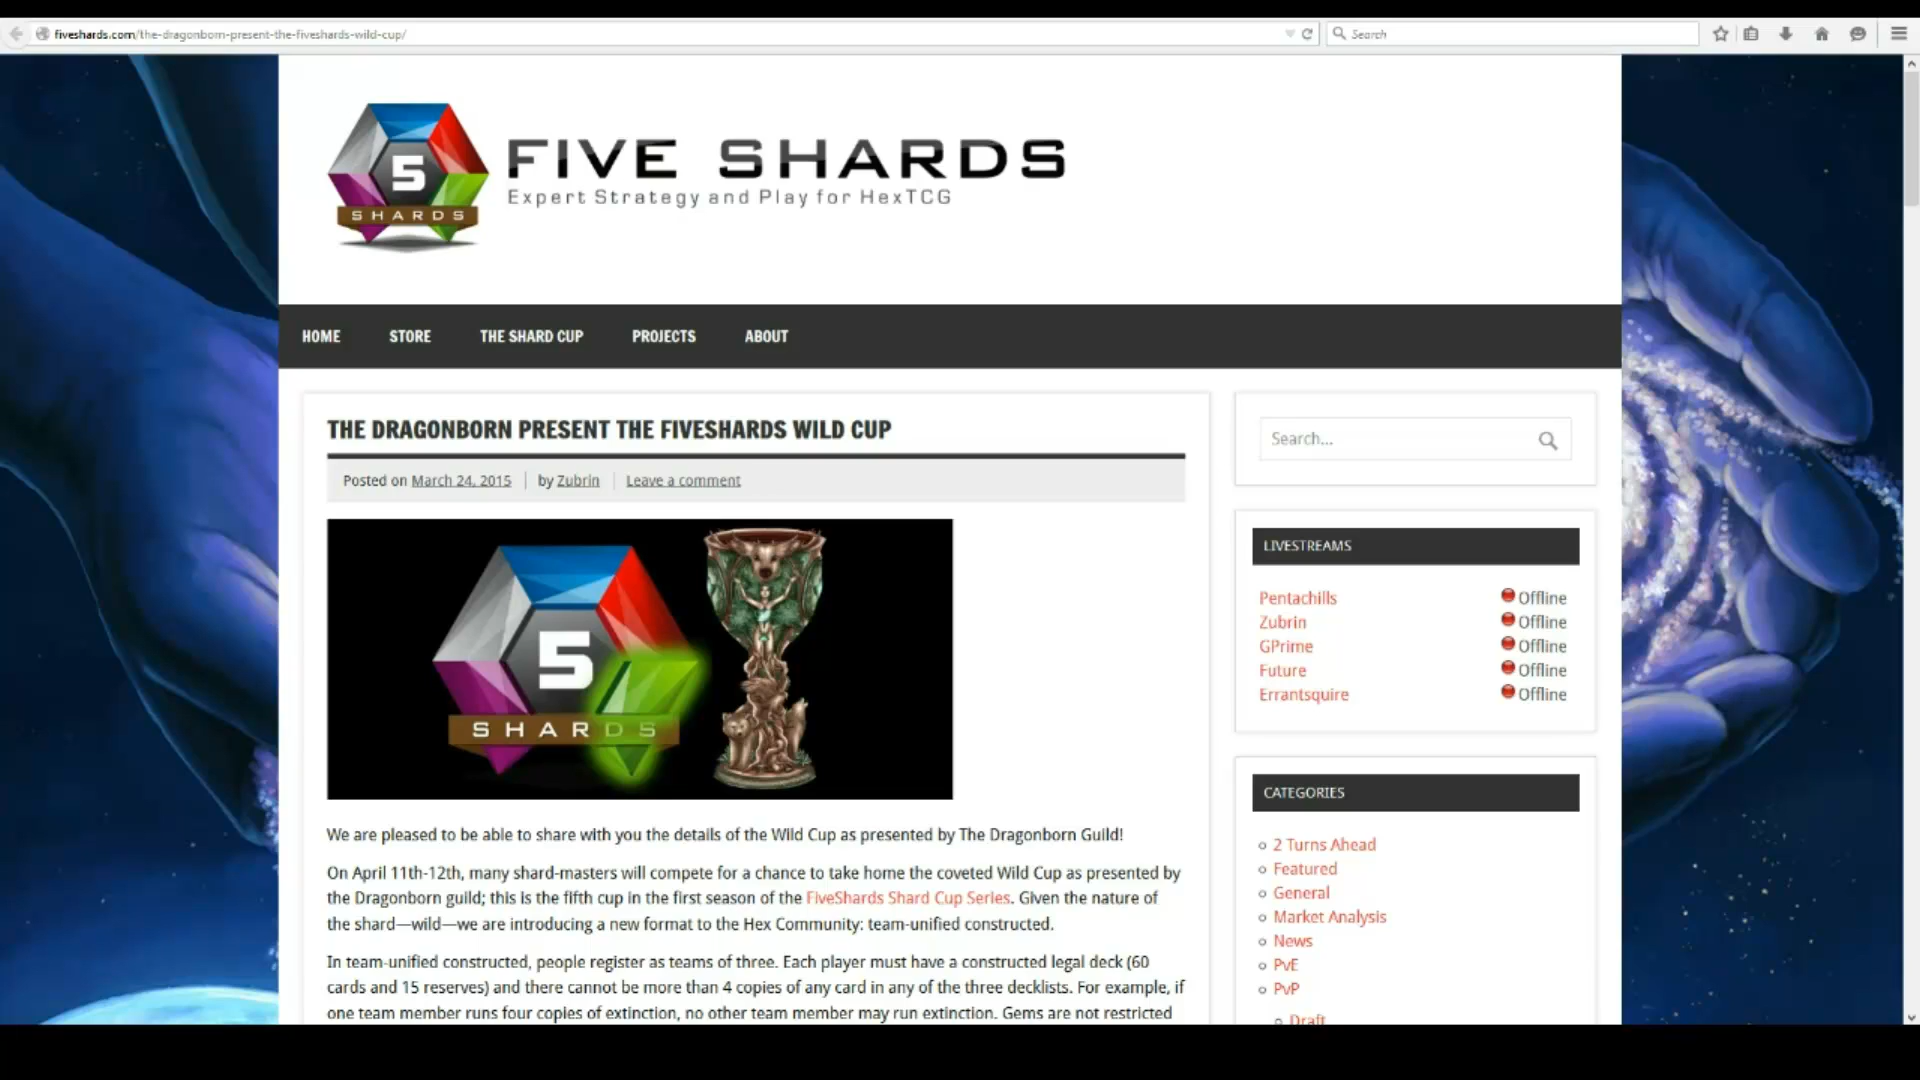 fiveshards.com/the-dragonborn-present-the-fiveshards-wild-cup/
Search
5
SHARDS
FIVE SHARDS
Expert Strategy and Play for HexTCG
HOME STORE THE SHARD CUP PROJECTS ABOUT
THE DRAGONBORN PRESENT THE FIVESHARDS WILD CUP
Posted on March 24, 2015 by Zubrin Leave a comment
5
SHARDS
We are pleased to be able to share with you the details of the Wild Cup as presented by The Dragonborn Guild!
On April 11th-12th, many shard-masters will compete for a chance to take home the coveted Wild Cup as presented by
the Dragonborn guild; this is the fifth cup in the first season of the FiveShards Shard Cup Series. Given the nature of
the shard—wild—we are introducing a new format to the Hex Community: team-unified constructed.
In team-unified constructed, people register as teams of three. Each player must have a constructed legal deck (60
cards and 15 reserves) and there cannot be more than 4 copies of any card in any of the three decklists. For example, if
one team member runs four copies of extinction, no other team member may run extinction. Gems are not restricted
Search...
LIVESTREAMS
Pentachills Offline
Zubrin Offline
GPrime Offline
Future Offline
Errantsquire Offline
CATEGORIES
2 Turns Ahead
Featured
General
Market Analysis
News
PvE
PvP
Draft